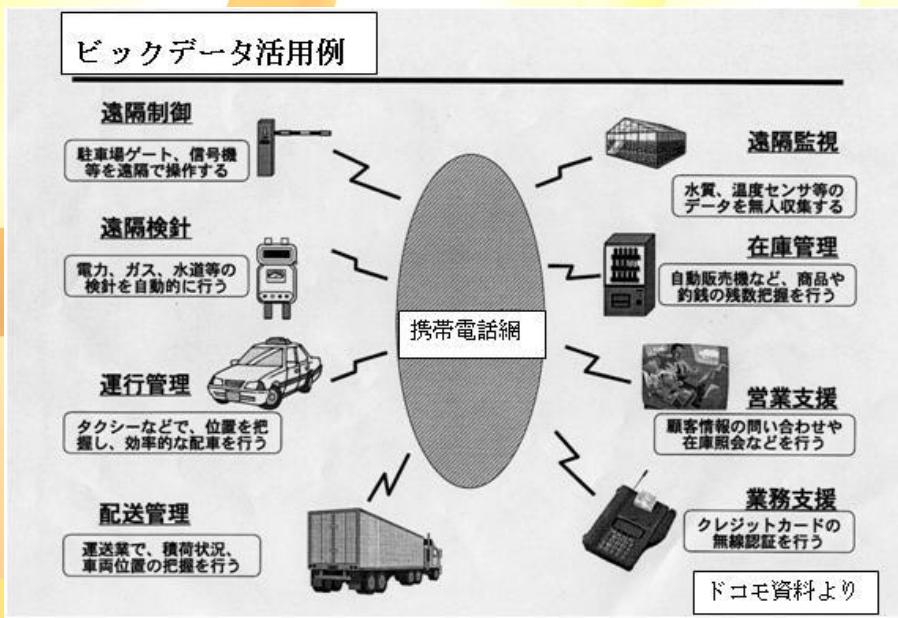 ビックデータ活用例
遠隔制御
駐車場ゲート、信号機
等を遠隔で操作する
遠隔検針
電力、ガス、水道等の
検針を自動的に行う
運行管理
タクシーなどで、位置を把
握し、効率的な配車を行う
配送管理
運送業で、積荷状況、
車両位置の把握を行う
携帯電話網
遠隔監視
水質、温度センサ等の
データを無人収集する
在庫管理
自動販売機など、商品や
釣銭の残数把握を行う
営業支援
顧客情報の問い合わせや
在庫照会などを行う
業務支援
クレジットカードの
無線認証を行う
ドコモ資料より